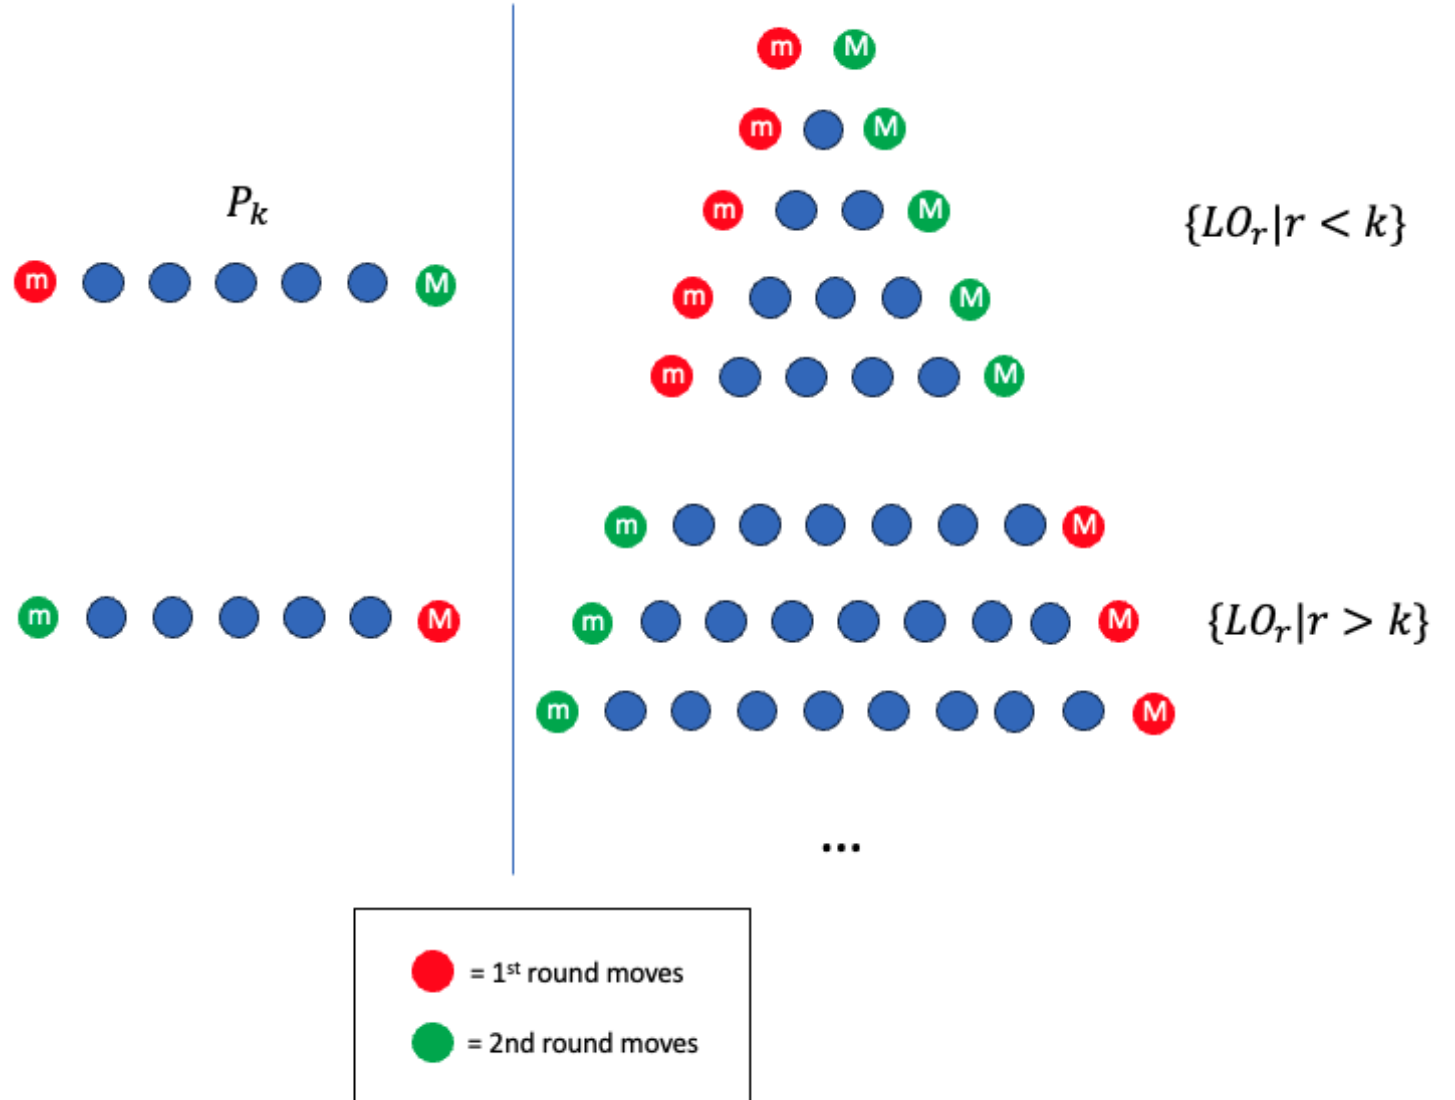 m M
m M
P_k
m M
{LO_r|r < k}
m M
m M
m M
m M
m M
m M
{LO_r|r > k}
m M
...
= 1st round moves
= 2nd round moves